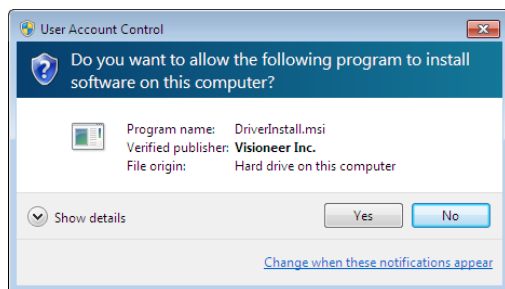 User Account Control
Do you want to allow the following program to install
software on this computer?
Program name: DriverInstall.msi
Verified publisher: Visioneer Inc.
File origin: Hard drive on this computer
Show details
Yes
No
Change when these notifications appear